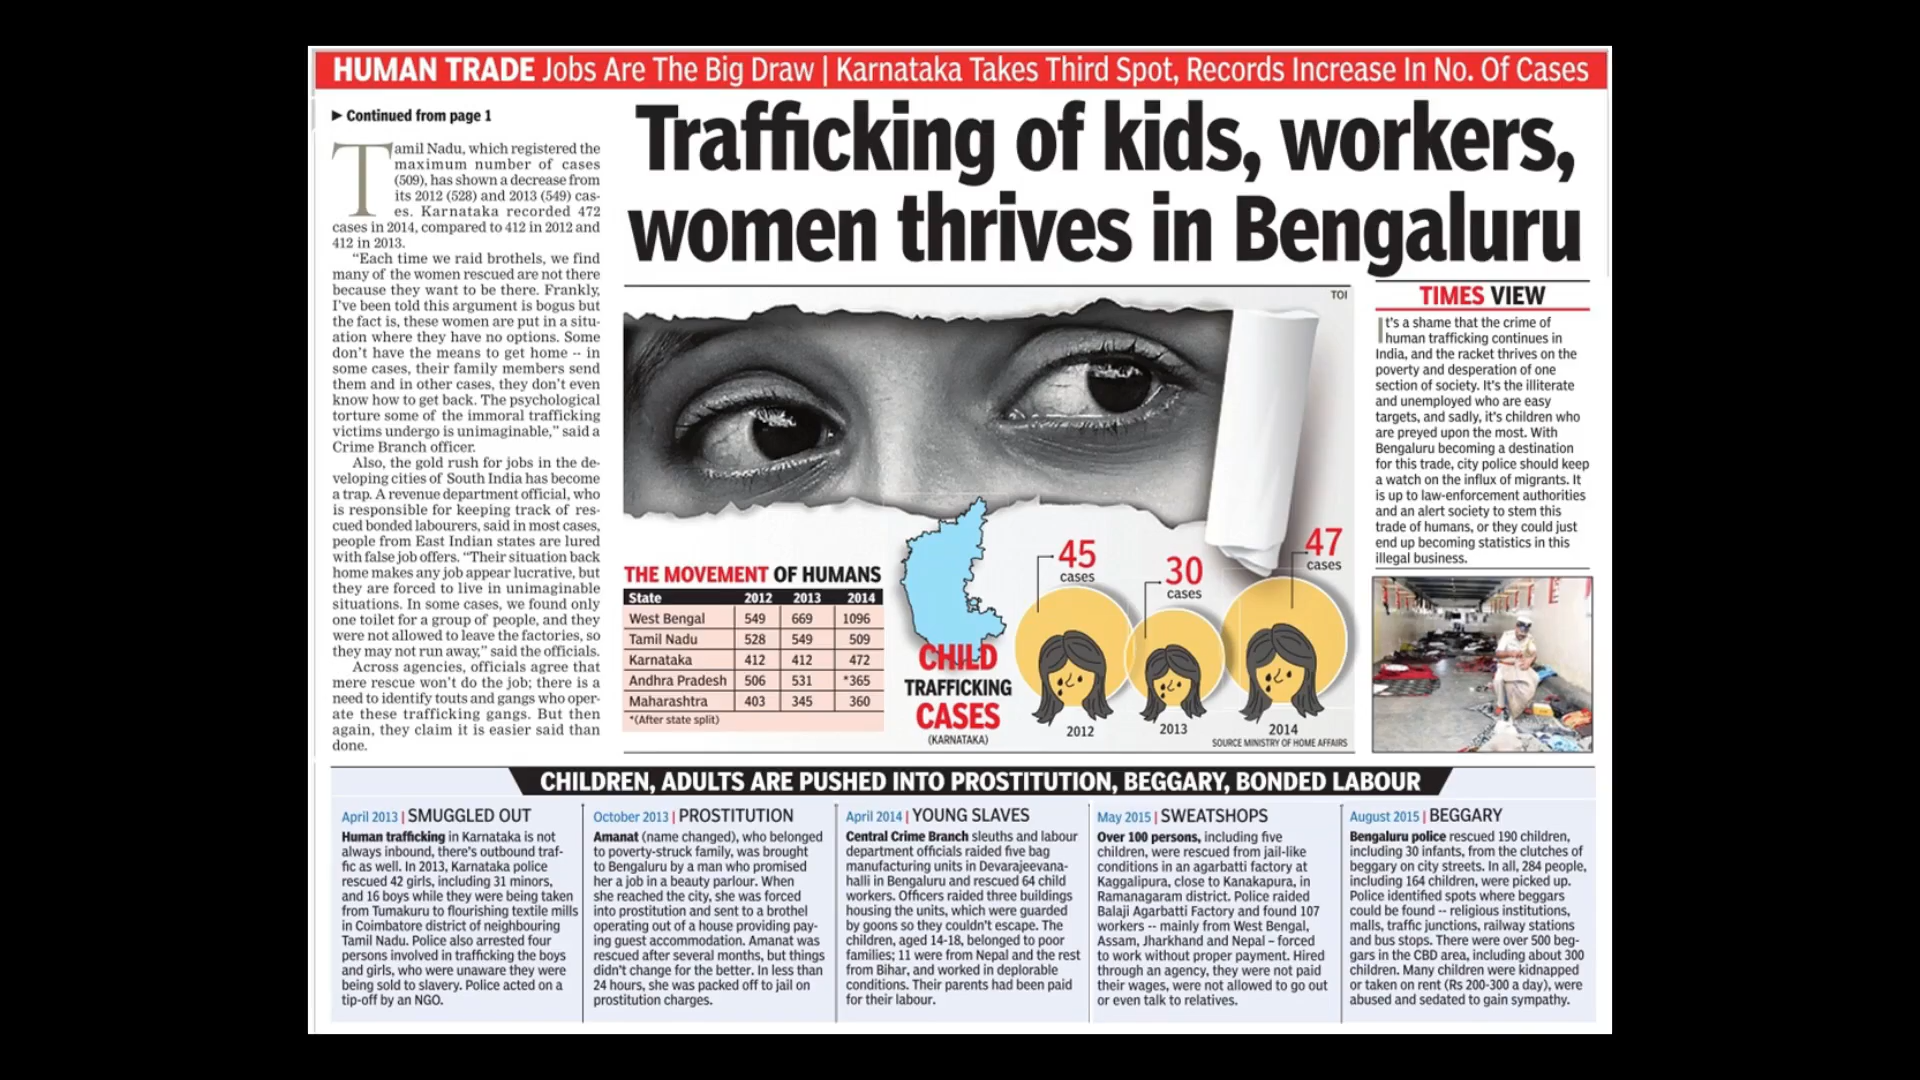 HUMAN TRADE Jobs Are The Big Draw | Karnataka Takes Third Spot, Records Increase In No. Of Cases
► Continued from page 1
Trafficking of kids, workers,
women thrives in Bengaluru
Tamil Nadu, which registered the
maximum number of cases
(509), has shown a decrease from
its 2012 (528) and 2013 (549) cas-
es. Karnataka recorded 472
cases in 2014, compared to 412 in 2012 and
412 in 2013.
“Each time we raid brothels, we find
many of the women rescued are not there
because they want to be there. Frankly,
I’ve been told this argument is bogus but
the fact is, these women are put in a situ-
ation where they have no options. Some
don’t have the means to get home -- in
some cases, their family members send
them and in other cases, they don’t even
know how to get back. The psychological
torture some of the immoral trafficking
victims undergo is unimaginable,” said a
Crime Branch officer.
Also, the gold rush for jobs in the de-
veloping cities of South India has become
a trap. A revenue department official, who
is responsible for keeping track of res-
cued bonded labourers, said in most cases,
people from East Indian states are lured
with false job offers. “Their situation back
home makes any job appear lucrative, but
they are forced to live in unimaginable
situations. In some cases, we found only
one toilet for a group of people, and they
were not allowed to leave the factories, so
they may not run away,” said the officials.
Across agencies, officials agree that
mere rescue won’t do the job; there is a
need to identify touts and gangs who oper-
ate these trafficking gangs. But then
again, they claim it is easier said than
done.
TOI
THE MOVEMENT OF HUMANS
State 2012 2013 2014
West Bengal 549 669 1096
Tamil Nadu 528 549 509
Karnataka 412 412 472
Andhra Pradesh 506 531 *365
Maharashtra 403 345 360
*(After state split)
CHILD
TRAFFICKING
CASES
(KARNATAKA)
45
cases
2012
30
cases
2013
47
cases
2014
SOURCE MINISTRY OF HOME AFFAIRS
TIMES VIEW
It’s a shame that the crime of
human trafficking continues in
India, and the racket thrives on the
poverty and desperation of one
section of society. It’s the illiterate
and unemployed who are easy
targets, and sadly, it’s children who
are preyed upon the most. With
Bengaluru becoming a destination
for this trade, city police should keep
a watch on the influx of migrants. It
is up to law-enforcement authorities
and an alert society to stem this
trade of humans, or they could just
end up becoming statistics in this
illegal business.
CHILDREN, ADULTS ARE PUSHED INTO PROSTITUTION, BEGGARY, BONDED LABOUR
April 2013 | SMUGGLED OUT
Human trafficking in Karnataka is not
always inbound, there’s outbound traf-
fic as well. In 2013, Karnataka police
rescued 42 girls, including 31 minors,
and 16 boys while they were being taken
from Tumakuru to flourishing textile mills
in Coimbatore district of neighbouring
Tamil Nadu. Police also arrested four
persons involved in trafficking the boys
and girls, who were unaware they were
being sold to slavery. Police acted on a
tip-off by an NGO.
October 2013 | PROSTITUTION
Amanat (name changed), who belonged
to poverty-struck family, was brought
to Bengaluru by a man who promised
her a job in a beauty parlour. When
she reached the city, she was forced
into prostitution and sent to a brothel
operating out of a house providing pay-
ing guest accommodation. Amanat was
rescued after several months, but things
didn’t change for the better. In less than
24 hours, she was packed off to jail on
prostitution charges.
April 2014 | YOUNG SLAVES
Central Crime Branch sleuths and labour
department officials raided five bag
manufacturing units in Devarajeevana-
halli in Bengaluru and rescued 64 child
workers. Officers raided three buildings
housing the units, which were guarded
by goons so they couldn’t escape. The
children, aged 14-18, belonged to poor
families; 11 were from Nepal and the rest
from Bihar, and worked in deplorable
conditions. Their parents had been paid
for their labour.
May 2015 | SWEATSHOPS
Over 100 persons, including five
children, were rescued from jail-like
conditions in an agarbatti factory at
Kaggalipura, close to Kanakapura, in
Ramanagaram district. Police raided
Balaji Agarbatti Factory and found 107
workers -- mainly from West Bengal,
Assam, Jharkhand and Nepal – forced
to work without proper payment. Hired
through an agency, they were not paid
their wages, were not allowed to go out
or even talk to relatives.
August 2015 | BEGGARY
Bengaluru police rescued 190 children,
including 30 infants, from the clutches of
beggary on city streets. In all, 284 people,
including 164 children, were picked up.
Police identified spots where beggars
could be found -- religious institutions,
malls, traffic junctions, railway stations
and bus stops. There were over 500 beg-
gars in the CBD area, including about 300
children. Many children were kidnapped
or taken on rent (Rs 200-300 a day), were
abused and sedated to gain sympathy.